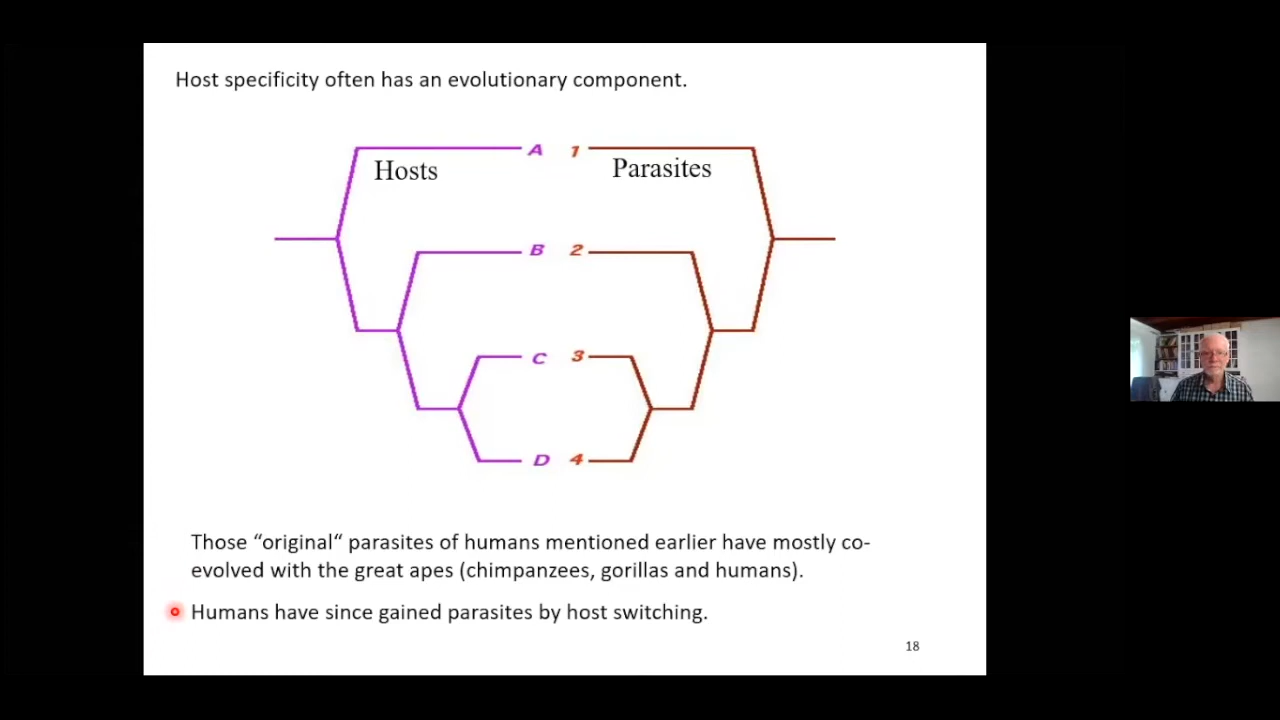 Host specificity often has an evolutionary component.
A 1
Hosts Parasites
B 2
C 3
D 4
Those “original“ parasites of humans mentioned earlier have mostly co-
evolved with the great apes (chimpanzees, gorillas and humans).
Humans have since gained parasites by host switching.
18